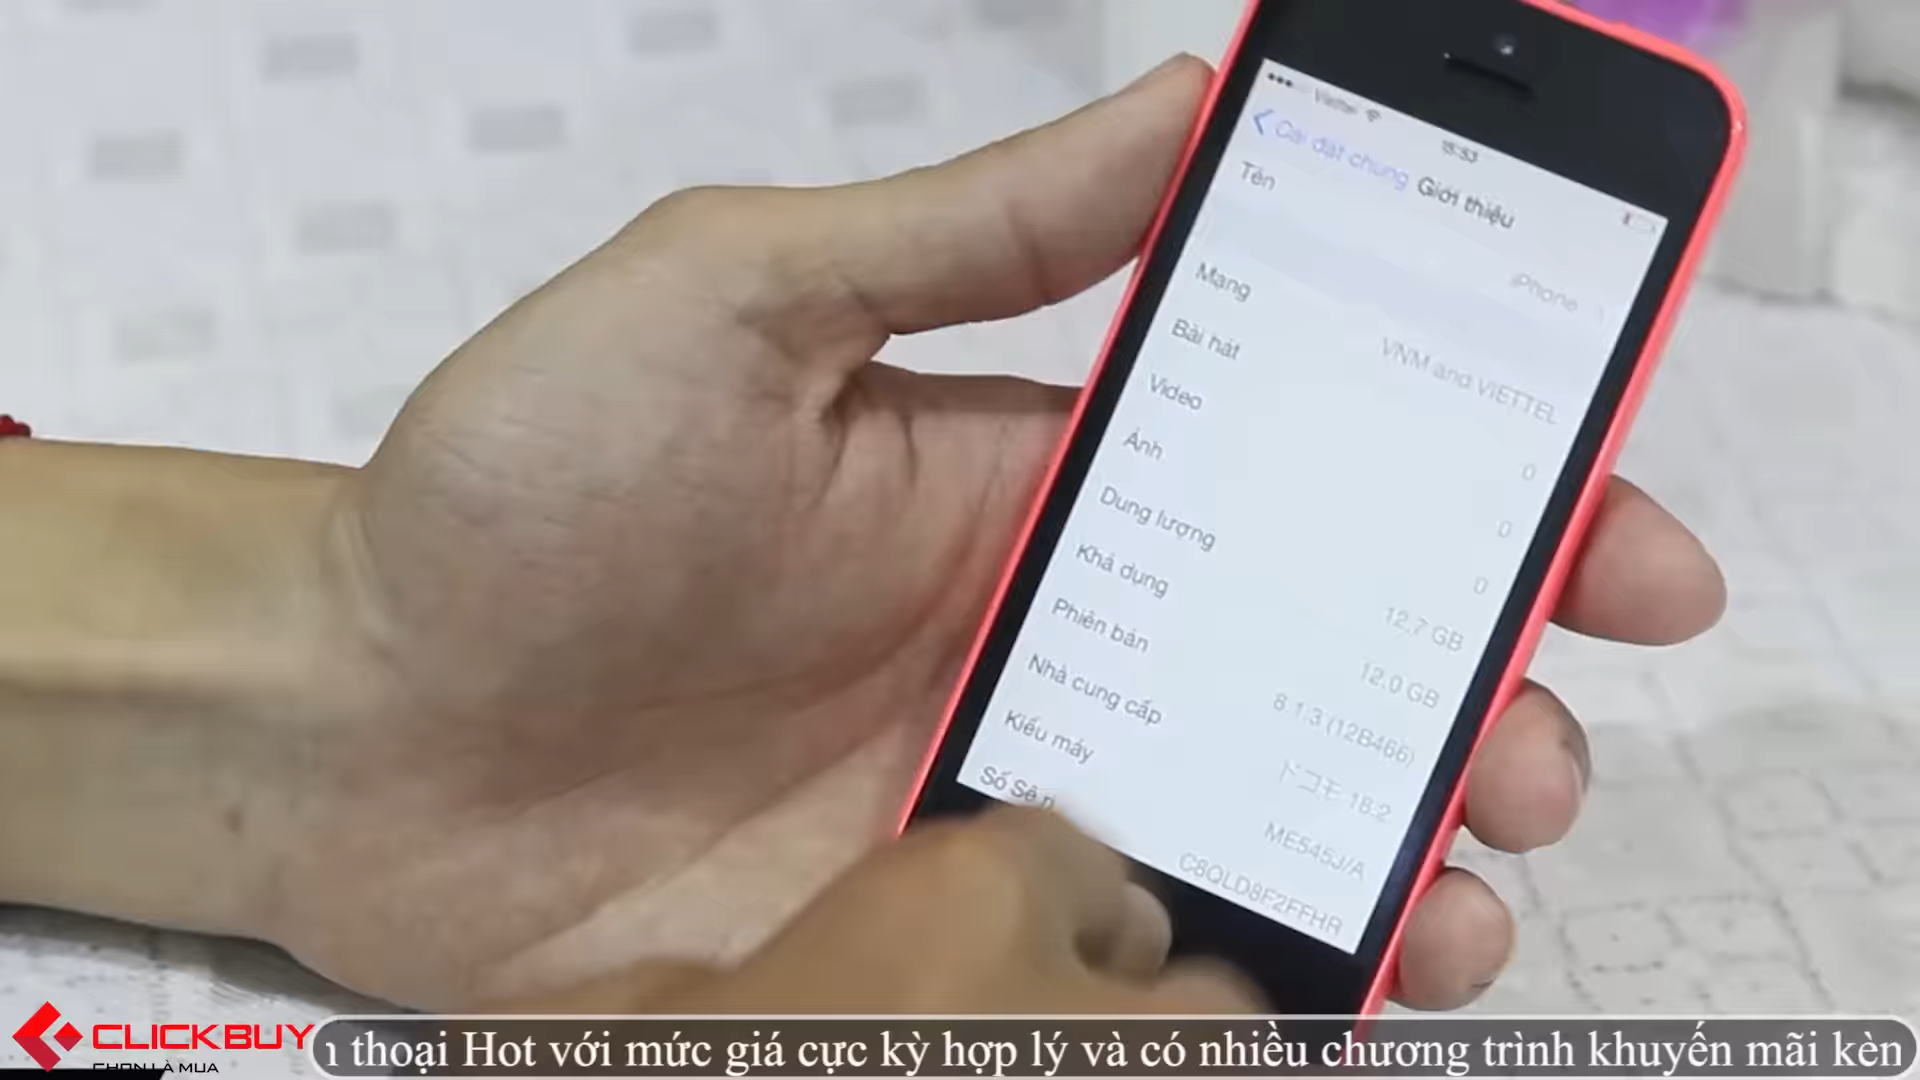 Viettel
15:53
Cài đặt chung
Giới thiệu
Tên
iPhone
Mạng
VNM and VIETTEL
Bài hát
0
Video
0
Ảnh
0
Dung lượng
12,7 GB
Khả dụng
12,0 GB
Phiên bản
8.1.3 (12B466)
Nhà cung cấp
ドコモ 18.2
Kiểu máy
ME545J/A
Số Sê ri
C8QLD8F2FFHR
CLICKBUY
CHỌN LÀ MUA
thoại Hot với mức giá cực kỳ hợp lý và có nhiều chương trình khuyến mãi kèn